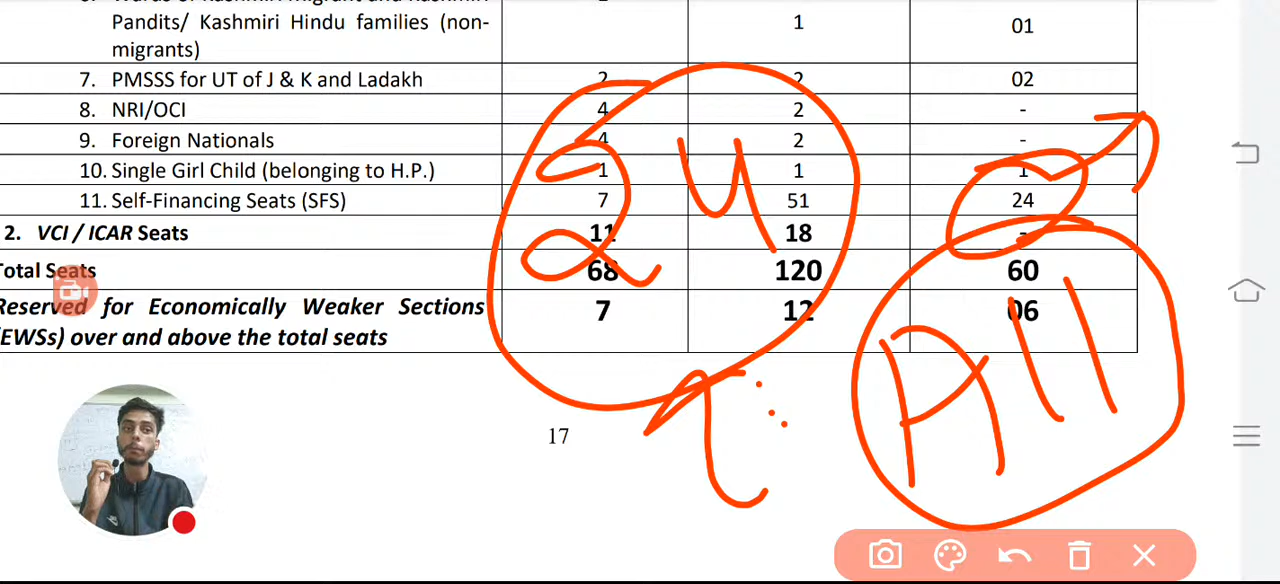 Pandits/ Kashmiri Hindu families (non-migrants) 1 01
7. PMSSS for UT of J & K and Ladakh 2 2 02
8. NRI/OCI 4 2 -
9. Foreign Nationals 4 2 -
10. Single Girl Child (belonging to H.P.) 1 1 1
11. Self-Financing Seats (SFS) 7 51 24
2. VCI / ICAR Seats 11 18 -
Total Seats 68 120 60
Reserved for Economically Weaker Sections
(EWSs) over and above the total seats 7 12 06
24
All
17